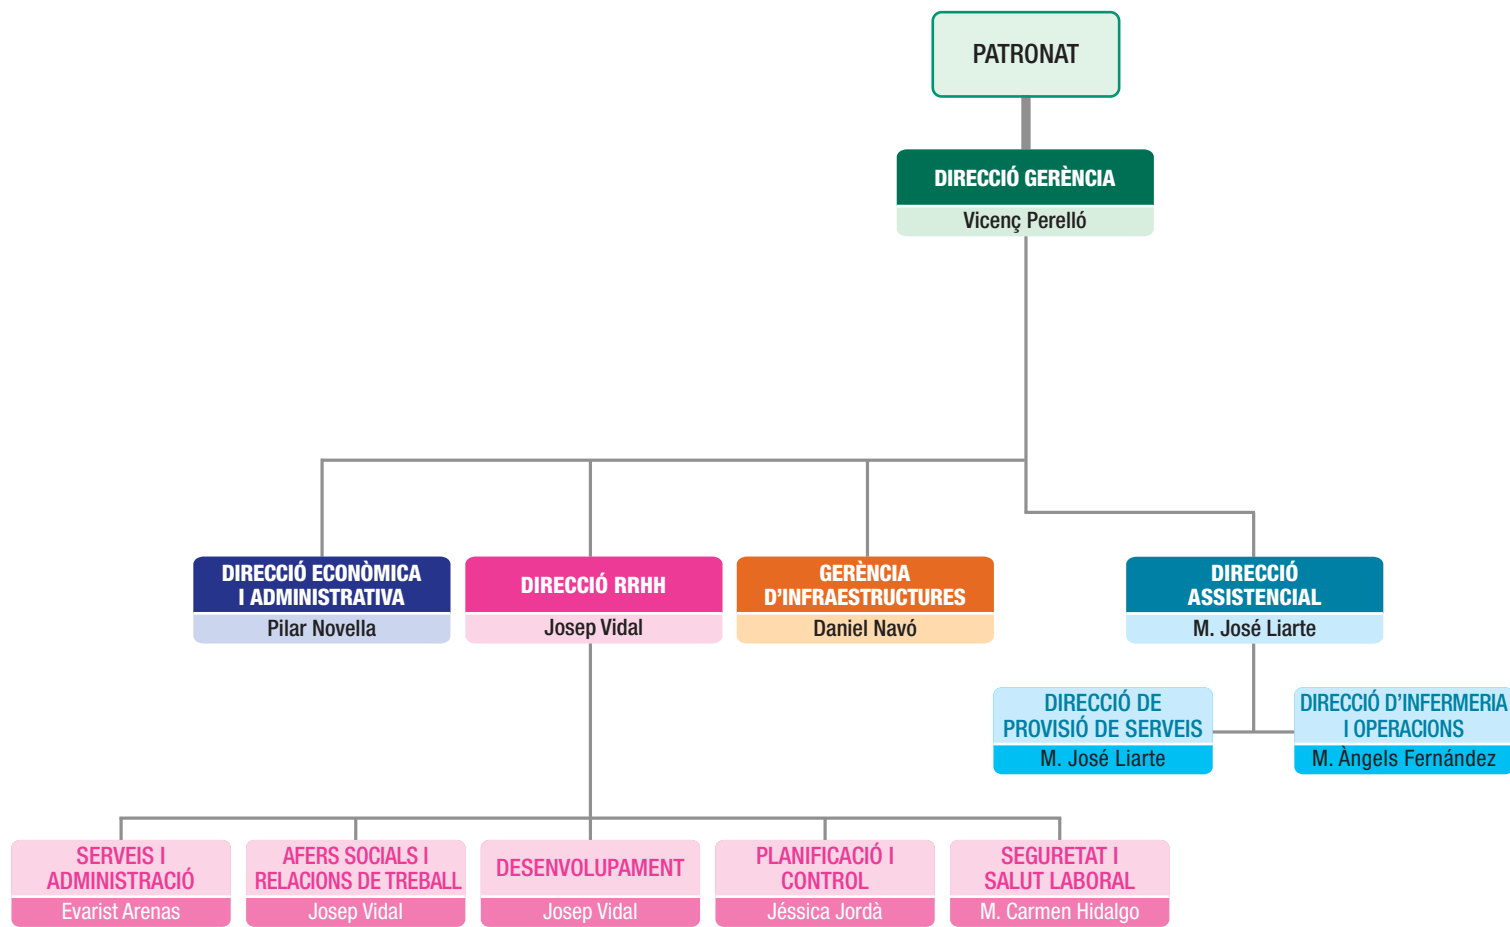 PATRONAT
DIRECCIÓ GERÈNCIA
Vicenç Perelló
DIRECCIÓ ECONÒMICA
I ADMINISTRATIVA
Pilar Novella
DIRECCIÓ RRHH
Josep Vidal
GERÈNCIA
D’INFRAESTRUCTURES
Daniel Navó
DIRECCIÓ
ASSISTENCIAL
M. José Liarte
DIRECCIÓ DE
PROVISIÓ DE SERVEIS
M. José Liarte
DIRECCIÓ D’INFERMERIA
I OPERACIONS
M. Àngels Fernández
SERVEIS I
ADMINISTRACIÓ
Evarist Arenas
AFERS SOCIALS I
RELACIONS DE TREBALL
Josep Vidal
DESENVOLUPAMENT
Josep Vidal
PLANIFICACIÓ I
CONTROL
Jéssica Jordà
SEGURETAT I
SALUT LABORAL
M. Carmen Hidalgo